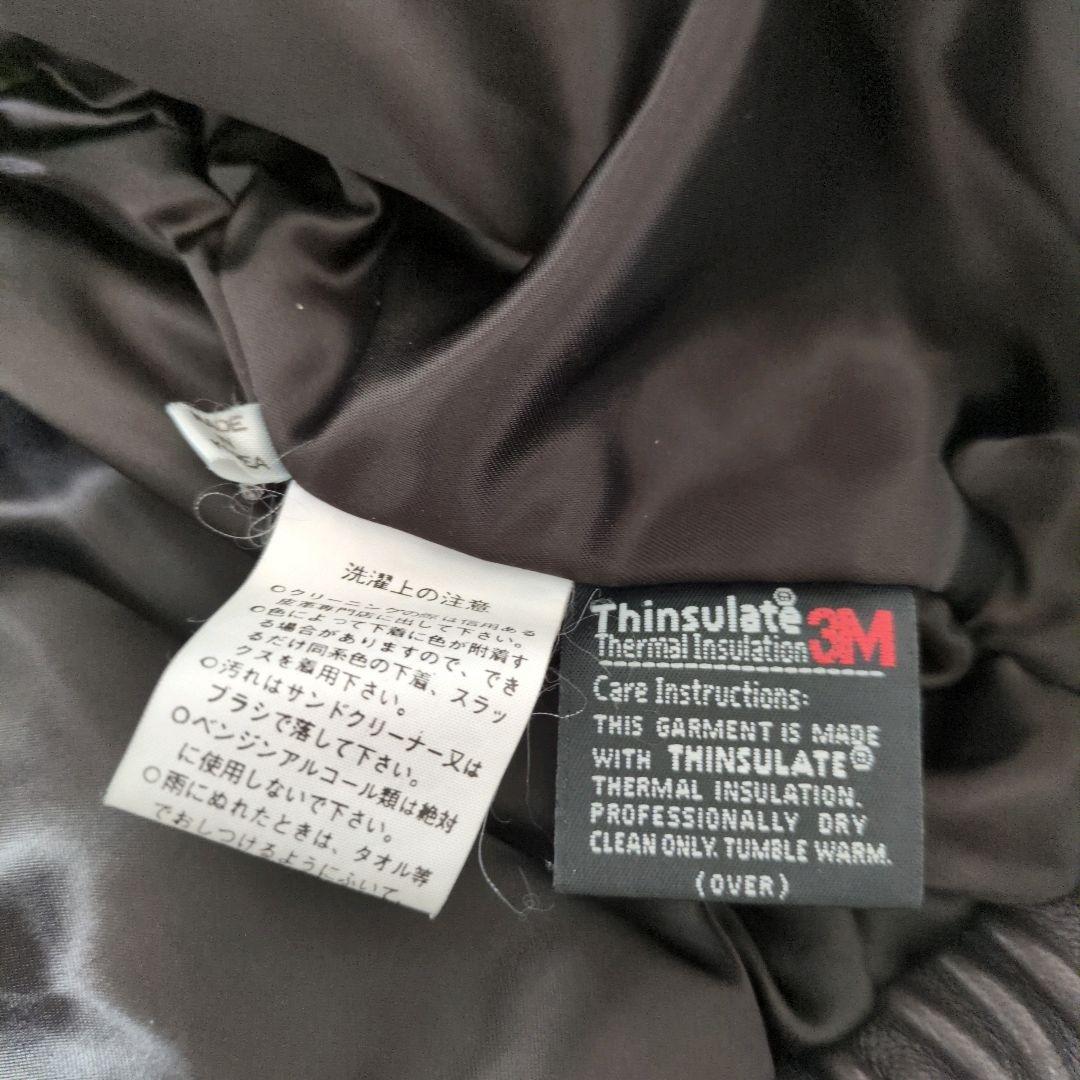 MADE
IN
洗濯上の注意
○クリーニングの際は信用ある
皮革専門店に出して下さい。
○色によって下着に色が附着す
る場合がありますので、でき
るだけ同系色の下着、スラッ
クスを着用下さい。
○汚れはサンドクリーナー又は
ブラシで落して下さい。
○ベンジンアルコール類は絶対
に使用しないで下さい。
○雨にぬれたときは、タオル等
でおしつけるようにふいて、
Thinsulate®
Thermal Insulation 3M
Care Instructions:
THIS GARMENT IS MADE
WITH THINSULATE®
THERMAL INSULATION.
PROFESSIONALLY DRY
CLEAN ONLY. TUMBLE WARM.
(OVER)